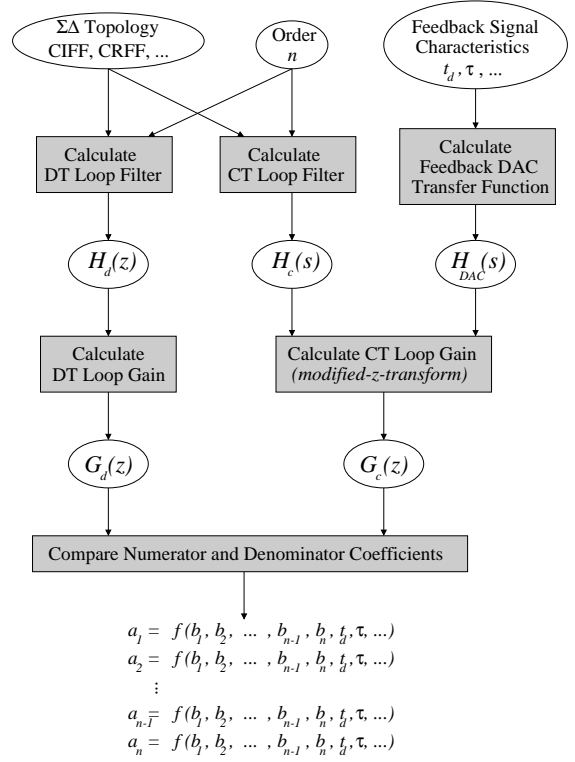 ΣΔ Topology
CIFF, CRFF, ...
Order
n
Feedback Signal
Characteristics
t_d, τ, ...
Calculate
DT Loop Filter
Calculate
CT Loop Filter
Calculate
Feedback DAC
Transfer Function
H_d(z)
H_c(s)
H_DAC(s)
Calculate
DT Loop Gain
Calculate CT Loop Gain
(modified-z-transform)
G_d(z)
G_c(z)
Compare Numerator and Denominator Coefficients
a_1 = f(b_1, b_2, ... , b_n-1, b_n, t_d, τ, ...)
a_2 = f(b_1, b_2, ... , b_n-1, b_n, t_d, τ, ...)
⋮
a_n-1 = f(b_1, b_2, ... , b_n-1, b_n, t_d, τ, ...)
a_n = f(b_1, b_2, ... , b_n-1, b_n, t_d, τ, ...)